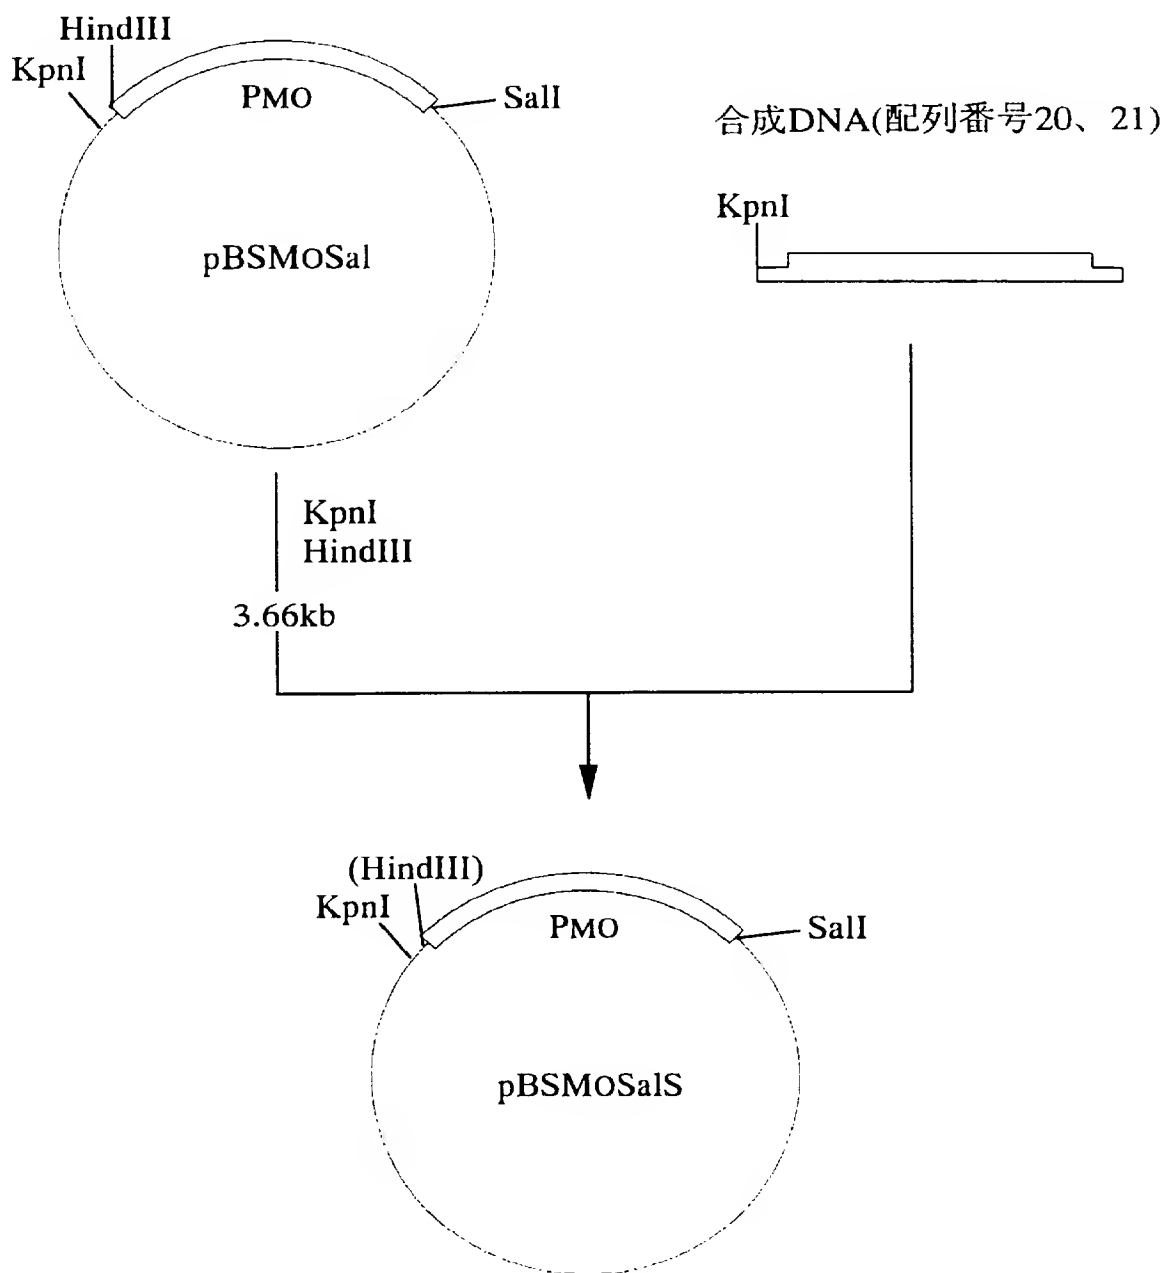 HindIII
KpnI
PMO
SalI
pBSMOSal
合成DNA(配列番号20、21)
KpnI
KpnI
HindIII
3.66kb
(HindIII)
KpnI
PMO
SalI
pBSMOSalS